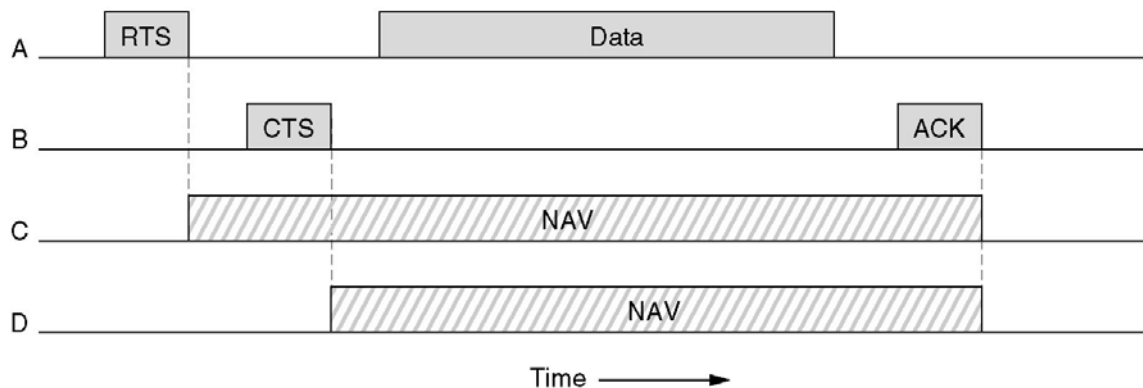 A RTS Data
B CTS ACK
C NAV
D NAV
Time